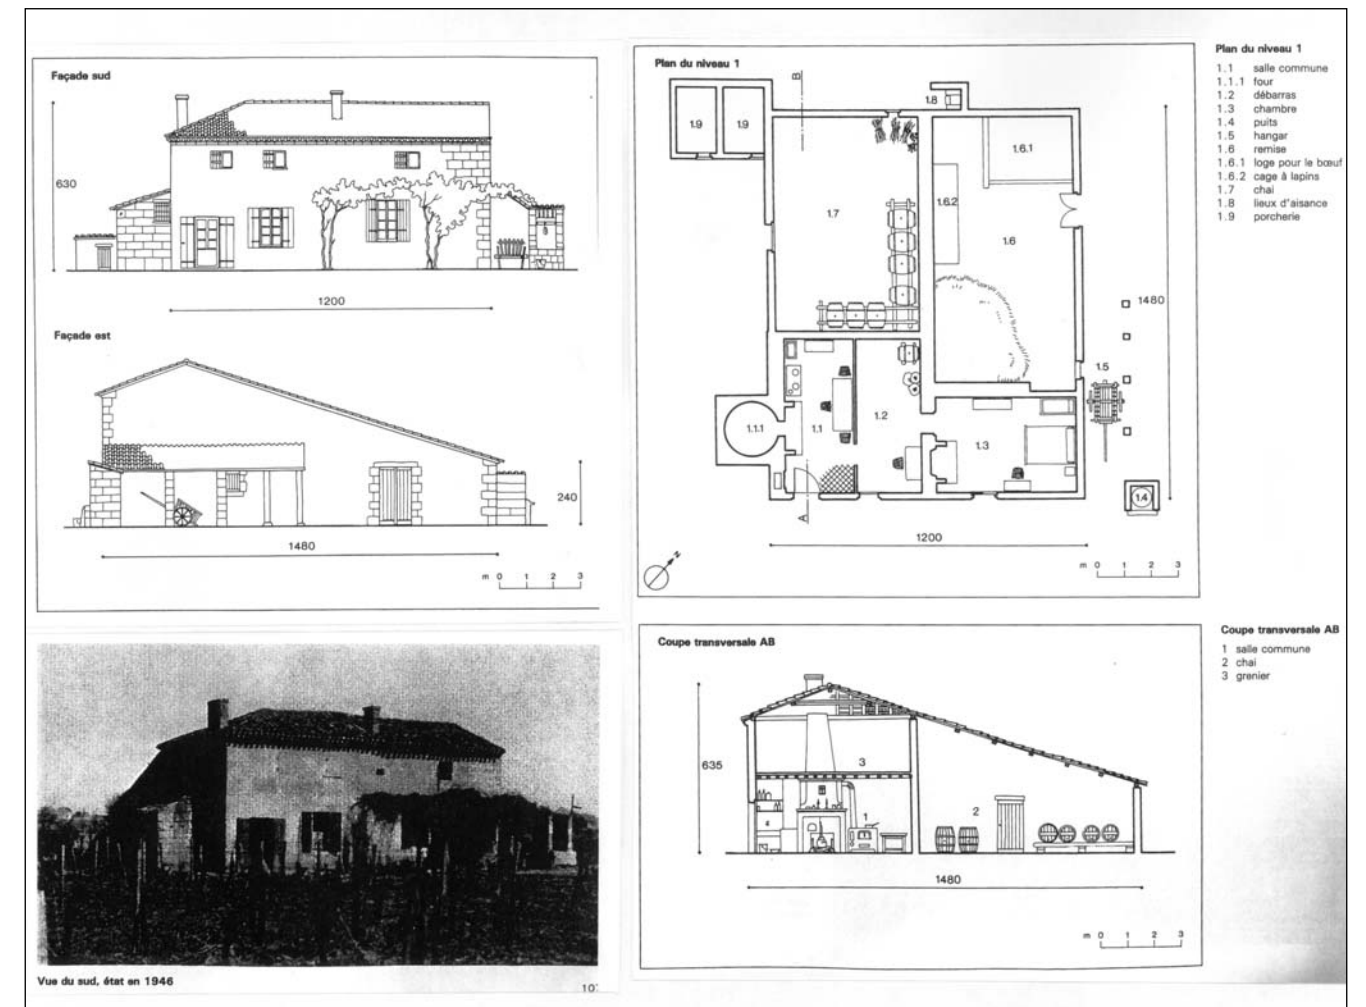 Façade sud
630
1200
Façade est
240
1480
m 0 1 2 3
Plan du niveau 1
B
1.9 1.9
1.8
1.6.1
1.7
1.6.2
1.6
1480
1.5
1.1.1
1.1
1.2
1.3
1.4
A
1200
N
m 0 1 2 3
Plan du niveau 1
1.1 salle commune
1.1.1 four
1.2 débarras
1.3 chambre
1.4 puits
1.5 hangar
1.6 remise
1.6.1 loge pour le bœuf
1.6.2 cage à lapins
1.7 chai
1.8 lieux d'aisance
1.9 porcherie
Vue du sud, état en 1946
10
Coupe transversale AB
635
3
1
2
4
1480
m 0 1 2 3
Coupe transversale AB
1 salle commune
2 chai
3 grenier